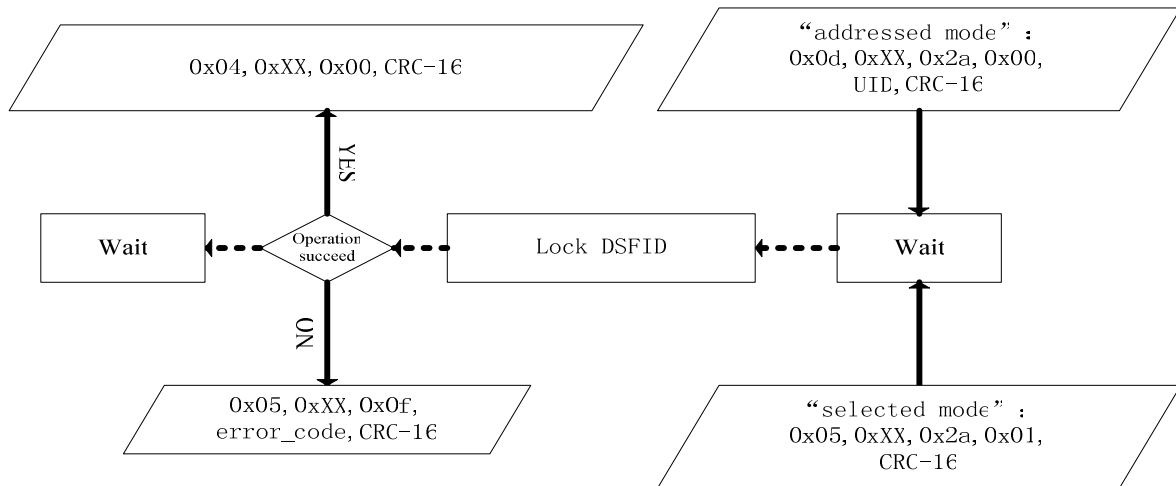 0x04, 0xXX, 0x00, CRC-16
“addressed mode” :
0x0d, 0xXX, 0x2a, 0x00,
UID, CRC-16
YES
Wait
Operation
succeed
Lock DSFID
Wait
NO
0x05, 0xXX, 0x0f,
error_code, CRC-16
“selected mode” :
0x05, 0xXX, 0x2a, 0x01,
CRC-16